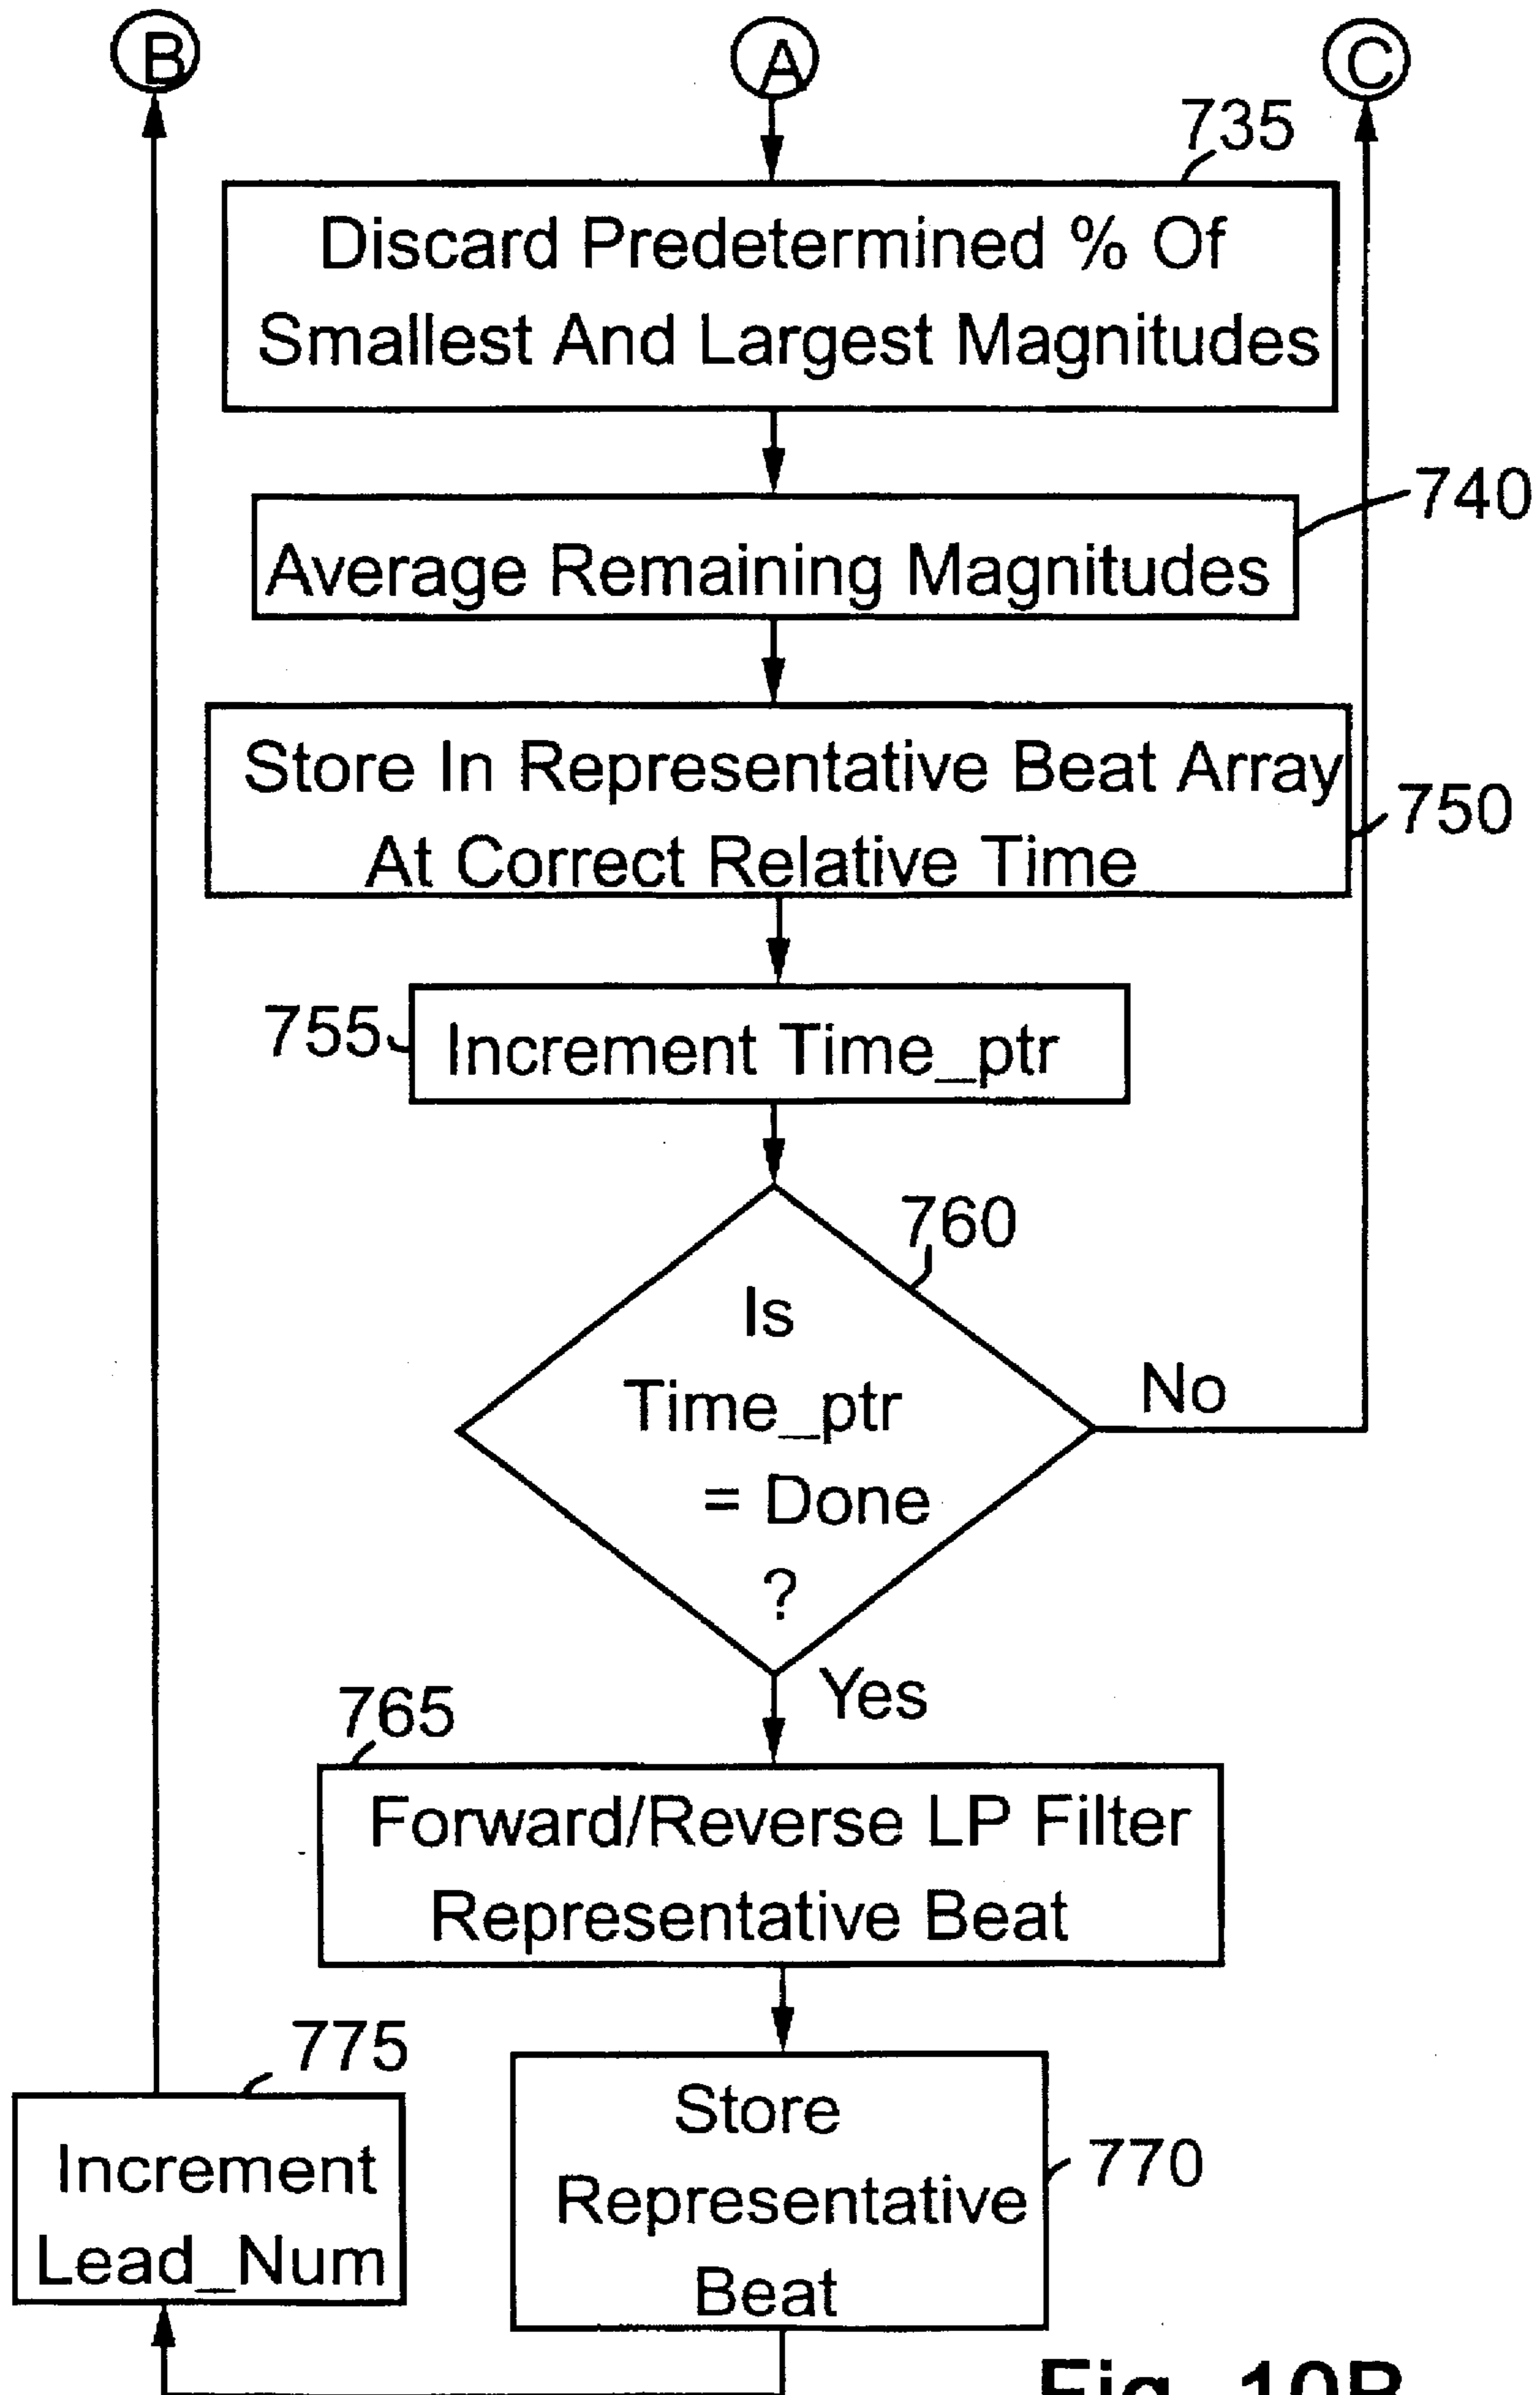 B
A
C
735
Discard Predetermined % Of
Smallest And Largest Magnitudes
740
Average Remaining Magnitudes
Store In Representative Beat Array
At Correct Relative Time
750
755
Increment Time_ptr
760
Is
Time_ptr
= Done
?
No
Yes
765
Forward/Reverse LP Filter
Representative Beat
775
Increment
Lead_Num
Store
Representative
Beat
770
Fig. 10B